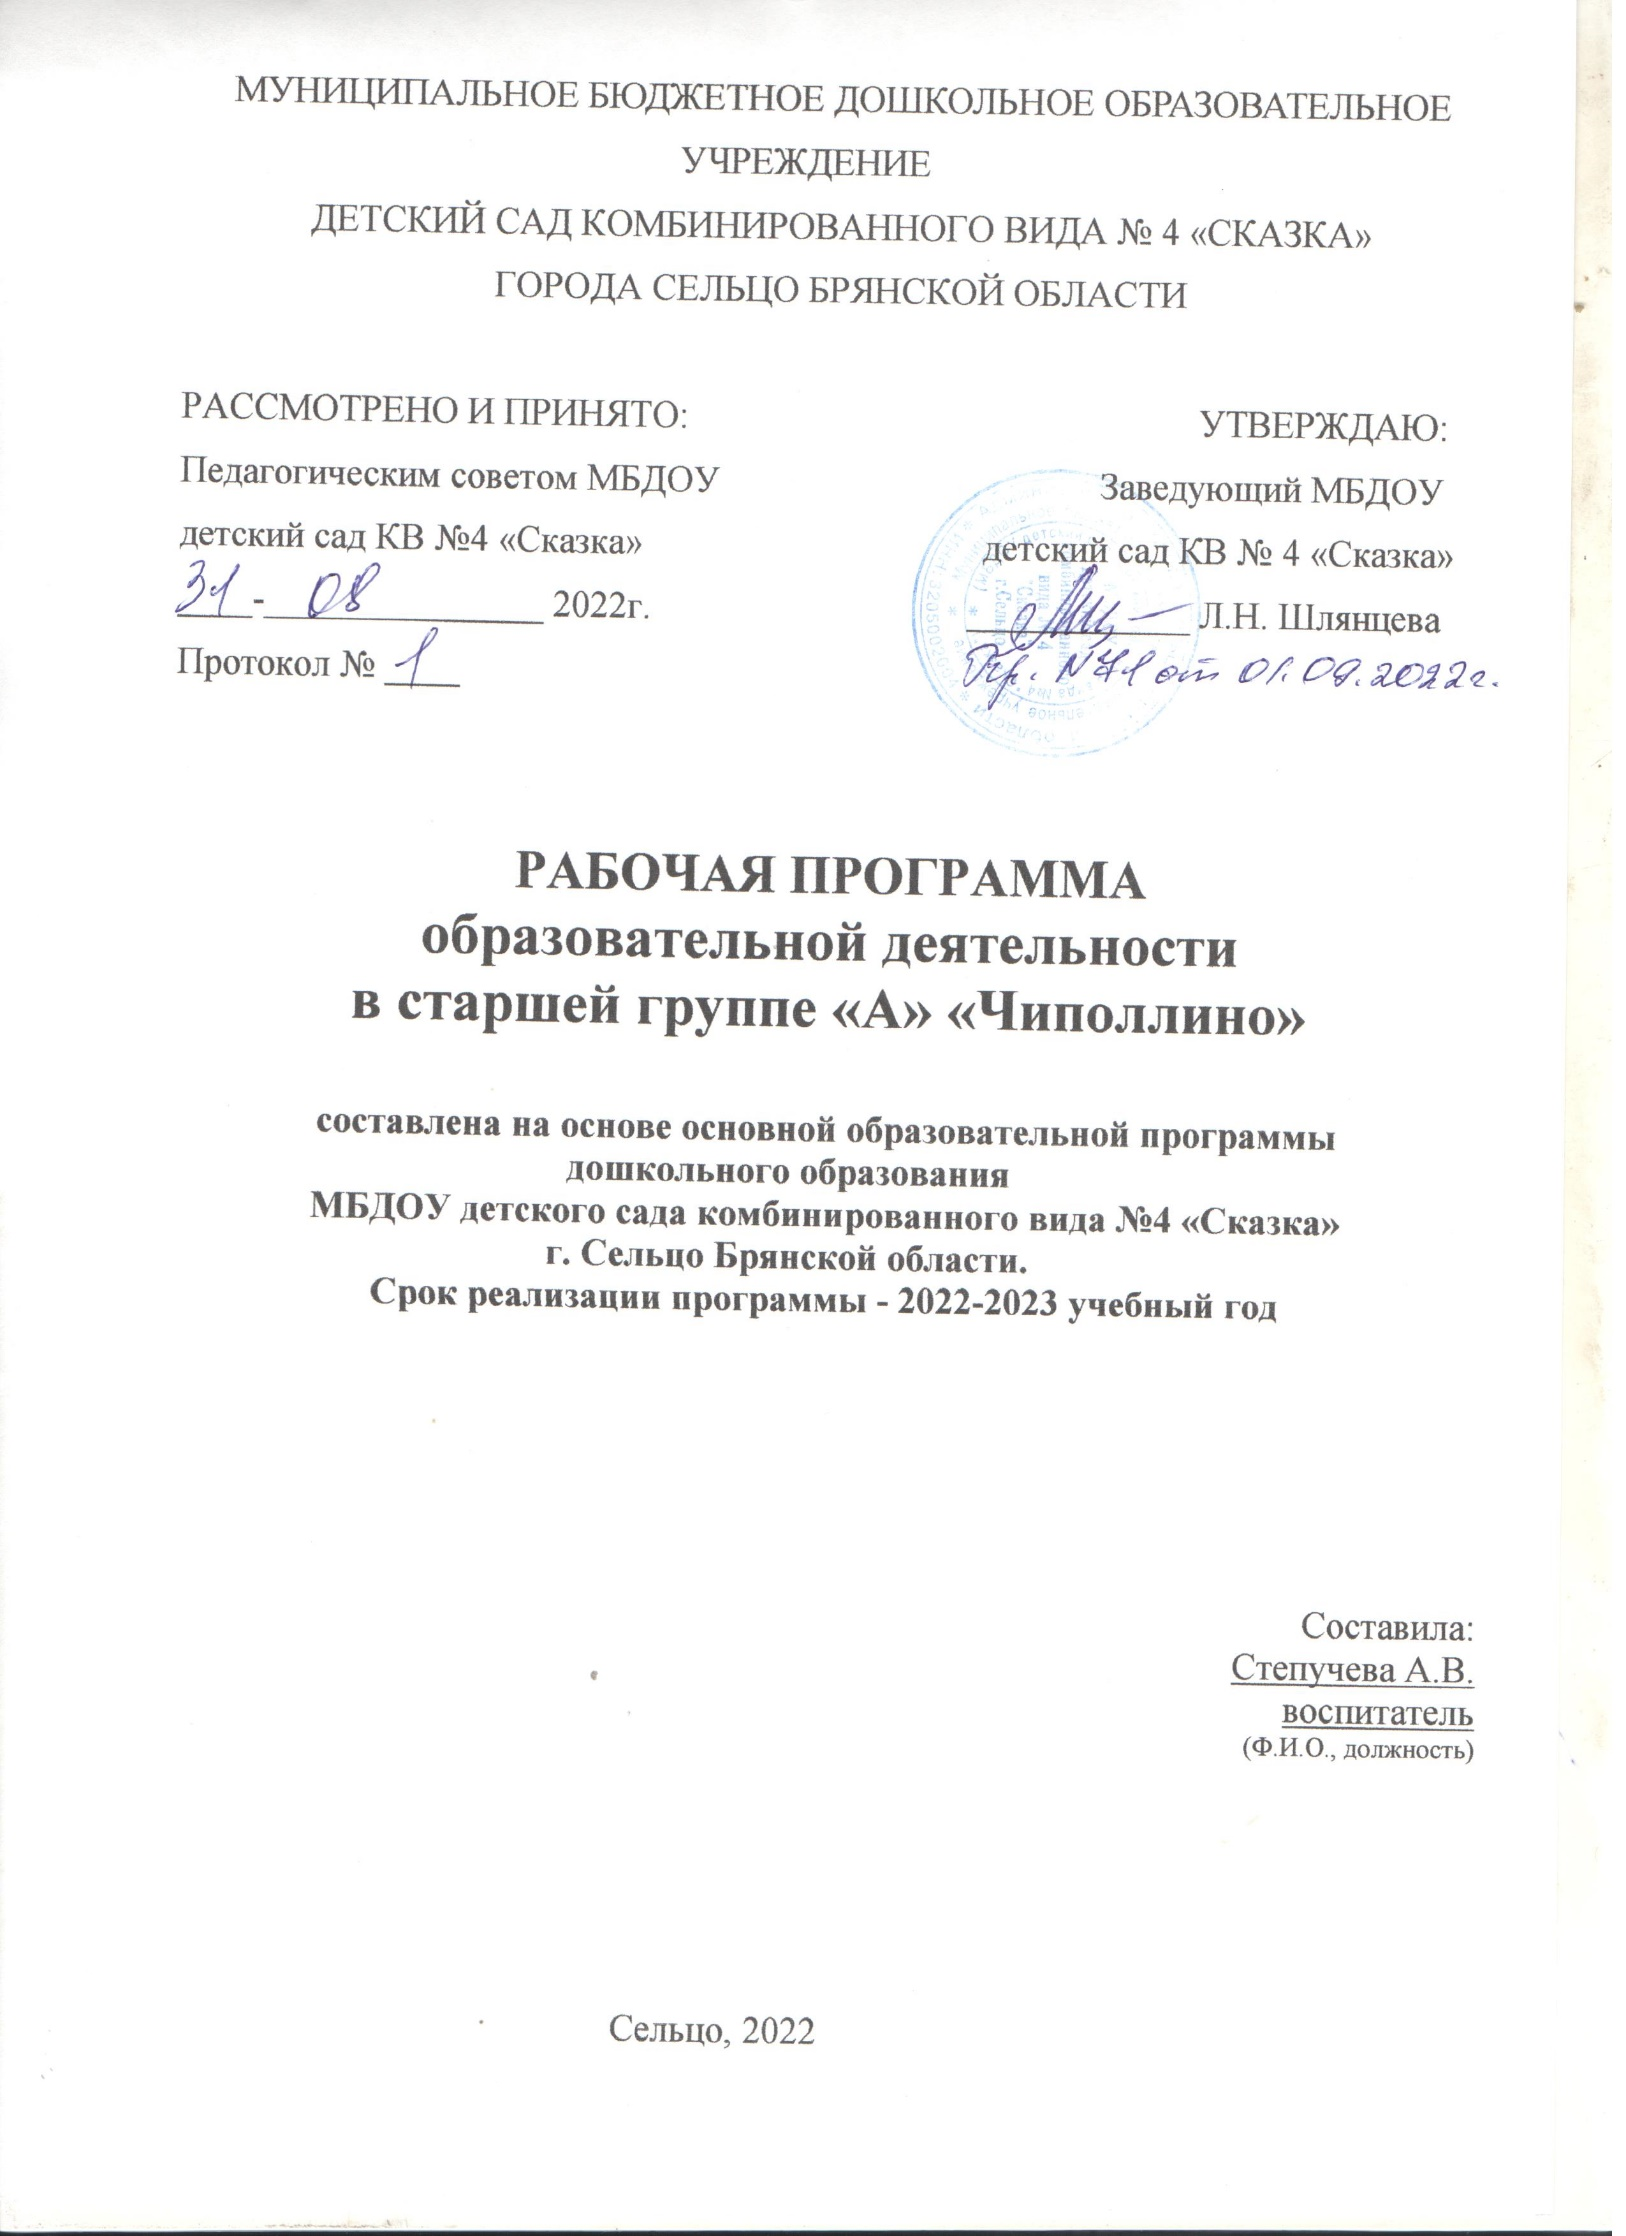 МУНИЦИПАЛЬНОЕ БЮДЖЕТНОЕ ДОШКОЛЬНОЕ ОБРАЗОВАТЕЛЬНОЕ
УЧРЕЖДЕНИЕ
ДЕТСКИЙ САД КОМБИНИРОВАННОГО ВИДА № 4 «СКАЗКА»
ГОРОДА СЕЛЬЦО БРЯНСКОЙ ОБЛАСТИ
РАССМОТРЕНО И ПРИНЯТО:
Педагогическим советом МБДОУ
детский сад КВ №4 «Сказка»
31 - 08 2022г.
Протокол № 1
УТВЕРЖДАЮ:
Заведующий МБДОУ
детский сад КВ № 4 «Сказка»
Л.Н. Шлянцева
Пр. N 71 от 01.09.2022г.
РАБОЧАЯ ПРОГРАММА
образовательной деятельности
в старшей группе «А» «Чиполлино»
составлена на основе основной образовательной программы
дошкольного образования
МБДОУ детского сада комбинированного вида №4 «Сказка»
г. Сельцо Брянской области.
Срок реализации программы - 2022-2023 учебный год
Составила:
Степучева А.В.
воспитатель
(Ф.И.О., должность)
Сельцо, 2022